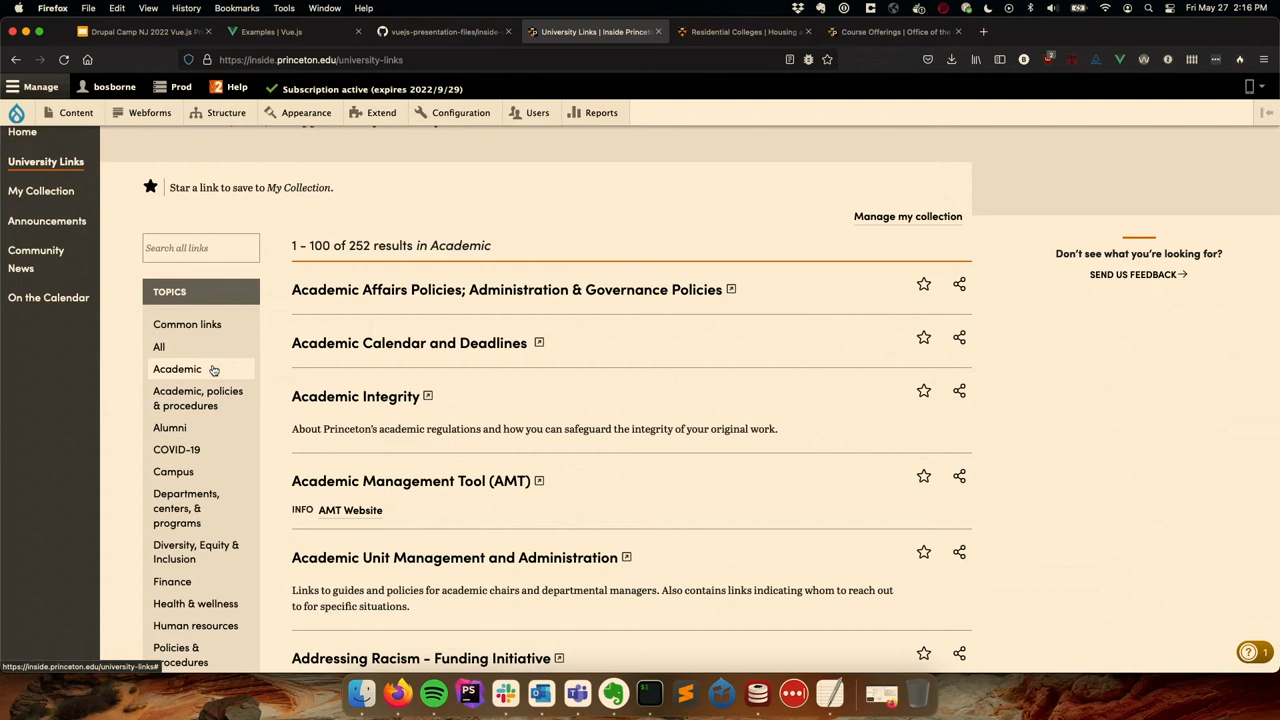 Firefox File Edit View History Bookmarks Tools Window Help Fri May 27 2:16 PM
Drupal Camp NJ 2022 Vue.js Pr Examples | Vue.js vuejs-presentation-files/inside- University Links | Inside Princet Residential Colleges | Housing a Course Offerings | Office of the
https://inside.princeton.edu/university-links
Manage bosborne Prod Help Subscription active (expires 2022/9/29)
Content Webforms Structure Appearance Extend Configuration Users Reports
Home
University Links
My Collection
Announcements
Community
News
On the Calendar
Star a link to save to My Collection.
Manage my collection
Search all links
TOPICS
Common links
All
Academic
Academic, policies
& procedures
Alumni
COVID-19
Campus
Departments,
centers, &
programs
Diversity, Equity &
Inclusion
Finance
Health & wellness
Human resources
Policies &
procedures
1 - 100 of 252 results in Academic
Academic Affairs Policies; Administration & Governance Policies
Academic Calendar and Deadlines
Academic Integrity
About Princeton's academic regulations and how you can safeguard the integrity of your original work.
Academic Management Tool (AMT)
INFO AMT Website
Academic Unit Management and Administration
Links to guides and policies for academic chairs and departmental managers. Also contains links indicating whom to reach out
to for specific situations.
Addressing Racism - Funding Initiative
Don't see what you're looking for?
SEND US FEEDBACK
1
https://inside.princeton.edu/university-links#
PS